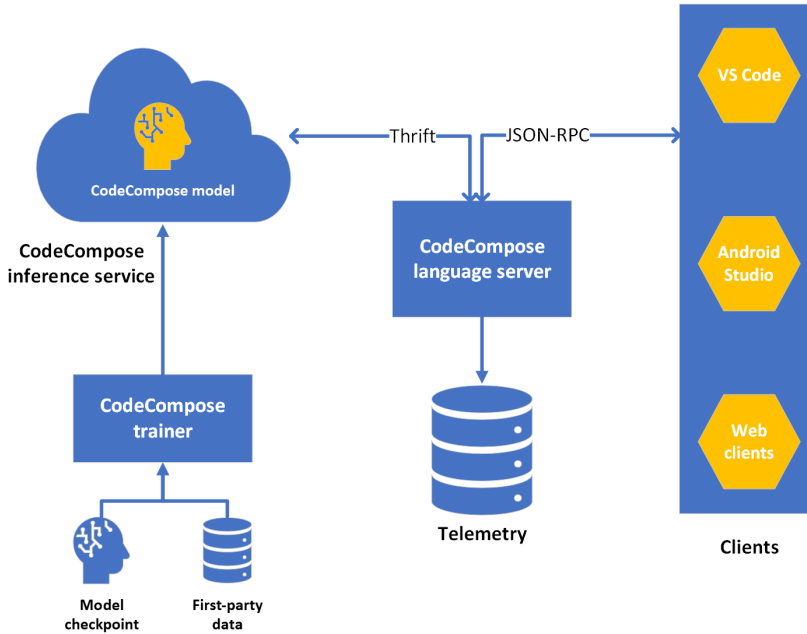 VS Code
Thrift
JSON-RPC
CodeCompose model
CodeCompose
inference service
CodeCompose
language server
Android
Studio
CodeCompose
trainer
Web
clients
Telemetry
Clients
Model
checkpoint
First-party
data